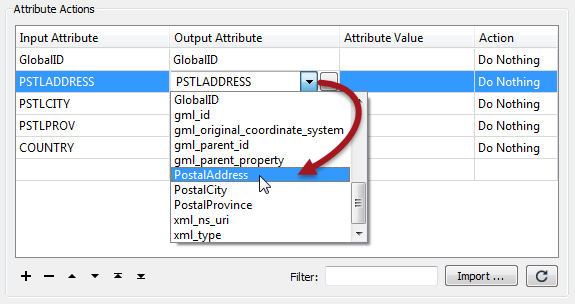 Attribute Actions
Input Attribute Output Attribute Attribute Value Action
GlobalID GlobalID Do Nothing
PSTLADDRESS PSTLADDRESS Do Nothing
PSTLCITY Do Nothing
PSTLPROV Do Nothing
COUNTRY Do Nothing
GlobalID
gml_id
gml_original_coordinate_system
gml_parent_id
gml_parent_property
PostalAddress
PostalCity
PostalProvince
xml_ns_uri
xml_type
Filter: Import ...